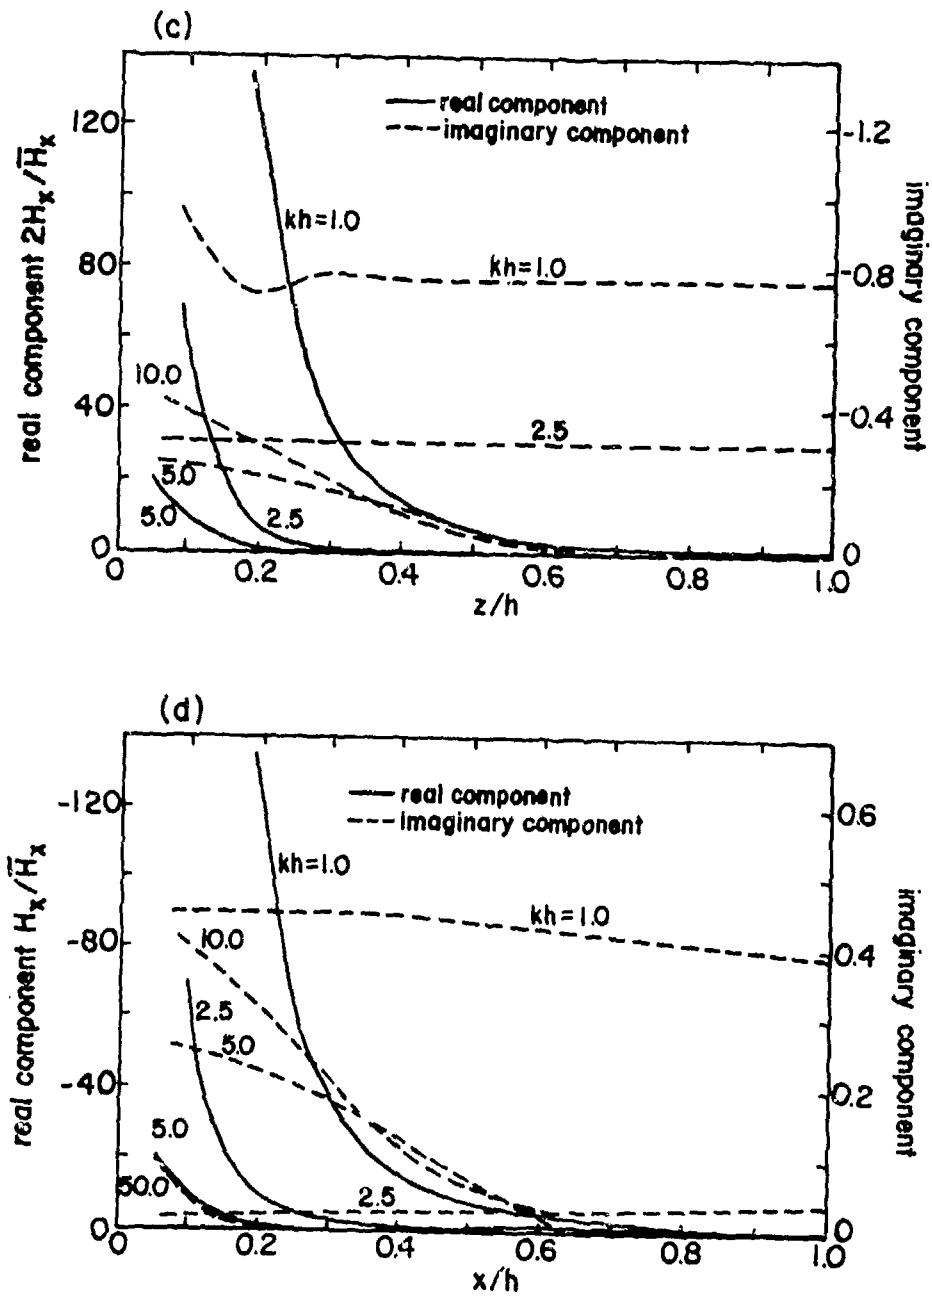 (c)
real component 2Hx/H̅x
120
80
40
0
real component
imaginary component
kh=1.0
kh=1.0
10.0
2.5
5.0
5.0
2.5
-1.2
-0.8
-0.4
0
imaginary component
0
0.2
0.4
0.6
0.8
1.0
z/h
(d)
real component Hx/H̅x
-120
-80
-40
0
real component
imaginary component
kh=1.0
kh=1.0
10.0
2.5
5.0
5.0
50.0
2.5
0.6
0.4
0.2
0
imaginary component
0
0.2
0.4
0.6
0.8
1.0
x/h